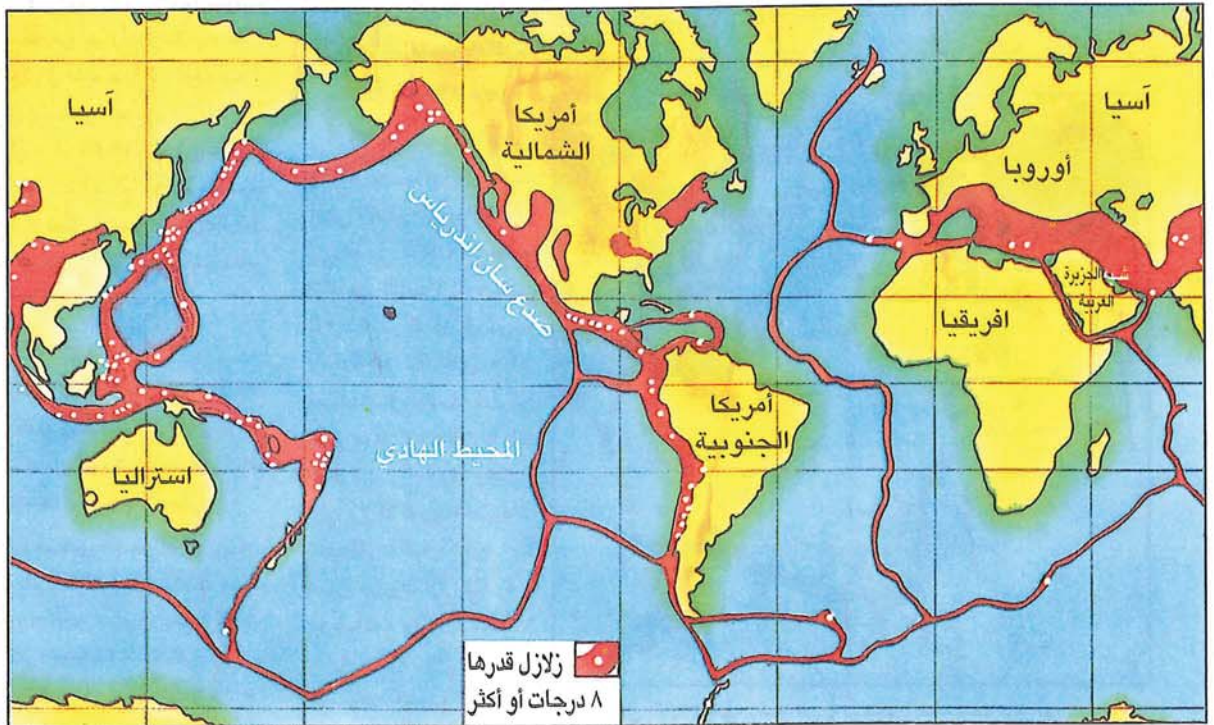 آسيا
أمريكا
الشمالية
آسيا
أوروبا
صدع سان اندرياس
شبه الجزيرة
العربية
افريقيا
أمريكا
الجنوبية
المحيط الهادي
استراليا
زلازل قدرها
٨ درجات أو أكثر